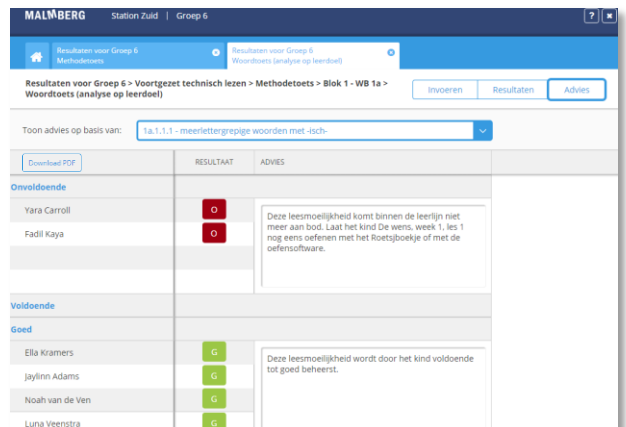 MALMBERG Station Zuid | Groep 6 ? ×
Resultaten voor Groep 6
Methodetoets
Resultaten voor Groep 6
Woordtoets (analyse op leerdoel)
Resultaten voor Groep 6 > Voortgezet technisch lezen > Methodetoets > Blok 1 - WB 1a >
Woordtoets (analyse op leerdoel)
Invoeren Resultaten Advies
Toon advies op basis van: 1a.1.1.1 - meerlettergrepige woorden met -isch-
Download PDF RESULTAAT ADVIES
Onvoldoende
Yara Carroll O
Fadil Kaya O
Deze leesmoeilijkheid komt binnen de leerlijn niet
meer aan bod. Laat het kind De wens, week 1, les 1
nog eens oefenen met het Roetsjboekje of met de
oefensoftware.
Voldoende
Goed
Ella Kramers G
Jaylinn Adams G
Noah van de Ven G
Luna Veenstra G
Deze leesmoeilijkheid wordt door het kind voldoende
tot goed beheerst.